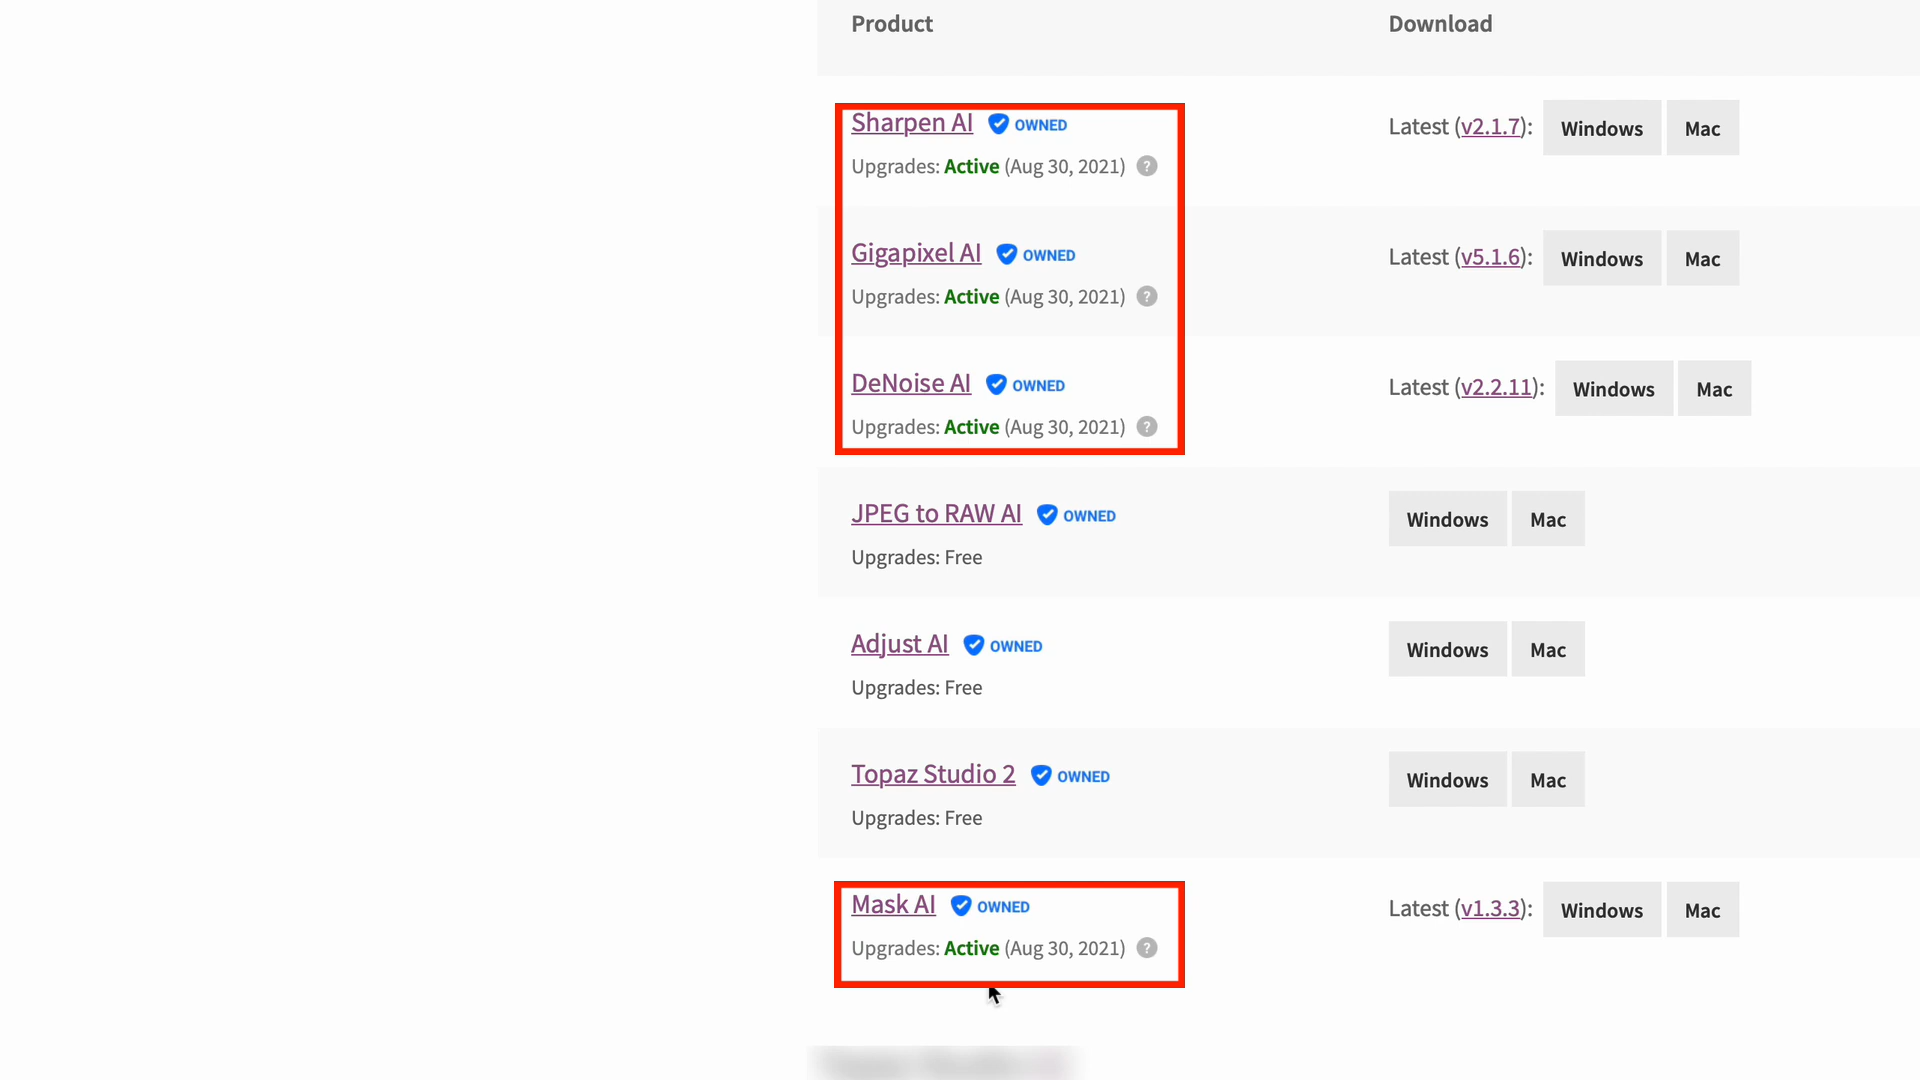 Product Download
Sharpen AI OWNED Latest (v2.1.7): Windows Mac
Upgrades: Active (Aug 30, 2021) ?
Gigapixel AI OWNED Latest (v5.1.6): Windows Mac
Upgrades: Active (Aug 30, 2021) ?
DeNoise AI OWNED Latest (v2.2.11): Windows Mac
Upgrades: Active (Aug 30, 2021) ?
JPEG to RAW AI OWNED Windows Mac
Upgrades: Free
Adjust AI OWNED Windows Mac
Upgrades: Free
Topaz Studio 2 OWNED Windows Mac
Upgrades: Free
Mask AI OWNED Latest (v1.3.3): Windows Mac
Upgrades: Active (Aug 30, 2021) ?